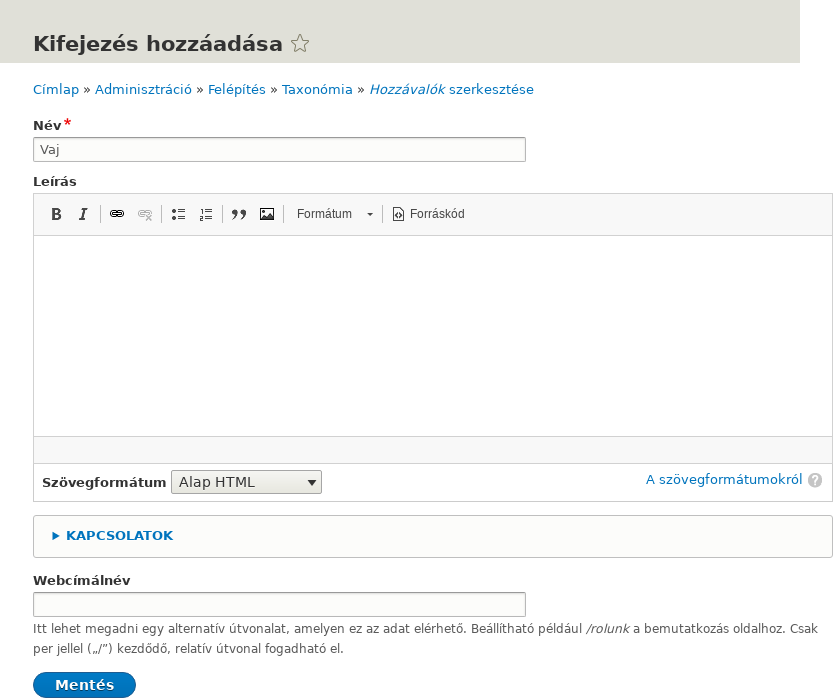 Kifejezés hozzáadása
Címlap » Adminisztráció » Felépítés » Taxonómia » Hozzávalók szerkesztése
Név*
Vaj
Leírás
B I Formátum Forráskód
Szövegformátum Alap HTML A szövegformátumokról ?
KAPCSOLATOK
Webcímálnév
Itt lehet megadni egy alternatív útvonalat, amelyen ez az adat elérhető. Beállítható például /rolunk a bemutatkozás oldalhoz. Csak
per jellel („/”) kezdődő, relatív útvonal fogadható el.
Mentés